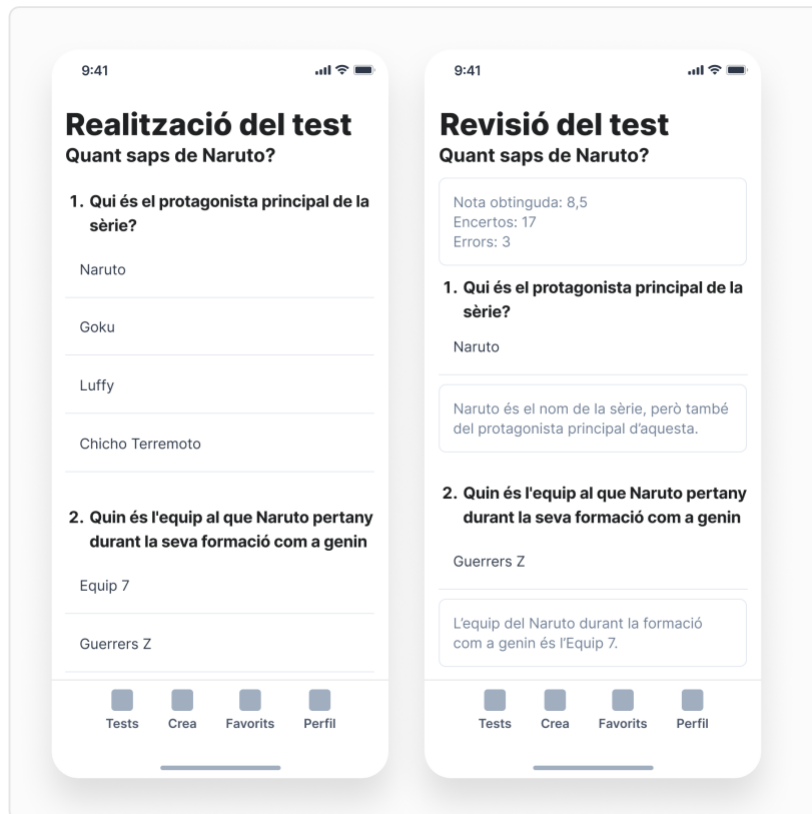 9:41
Realització del test
Quant saps de Naruto?
1. Qui és el protagonista principal de la
sèrie?
Naruto
Goku
Luffy
Chicho Terremoto
2. Quin és l'equip al que Naruto pertany
durant la seva formació com a genin
Equip 7
Guerrers Z
Tests Crea Favorits Perfil
9:41
Revisió del test
Quant saps de Naruto?
Nota obtinguda: 8,5
Encerts: 17
Errors: 3
1. Qui és el protagonista principal de la
sèrie?
Naruto
Naruto és el nom de la sèrie, però també
del protagonista principal d'aquesta.
2. Quin és l'equip al que Naruto pertany
durant la seva formació com a genin
Guerrers Z
L'equip del Naruto durant la formació
com a genin és l'Equip 7.
Tests Crea Favorits Perfil